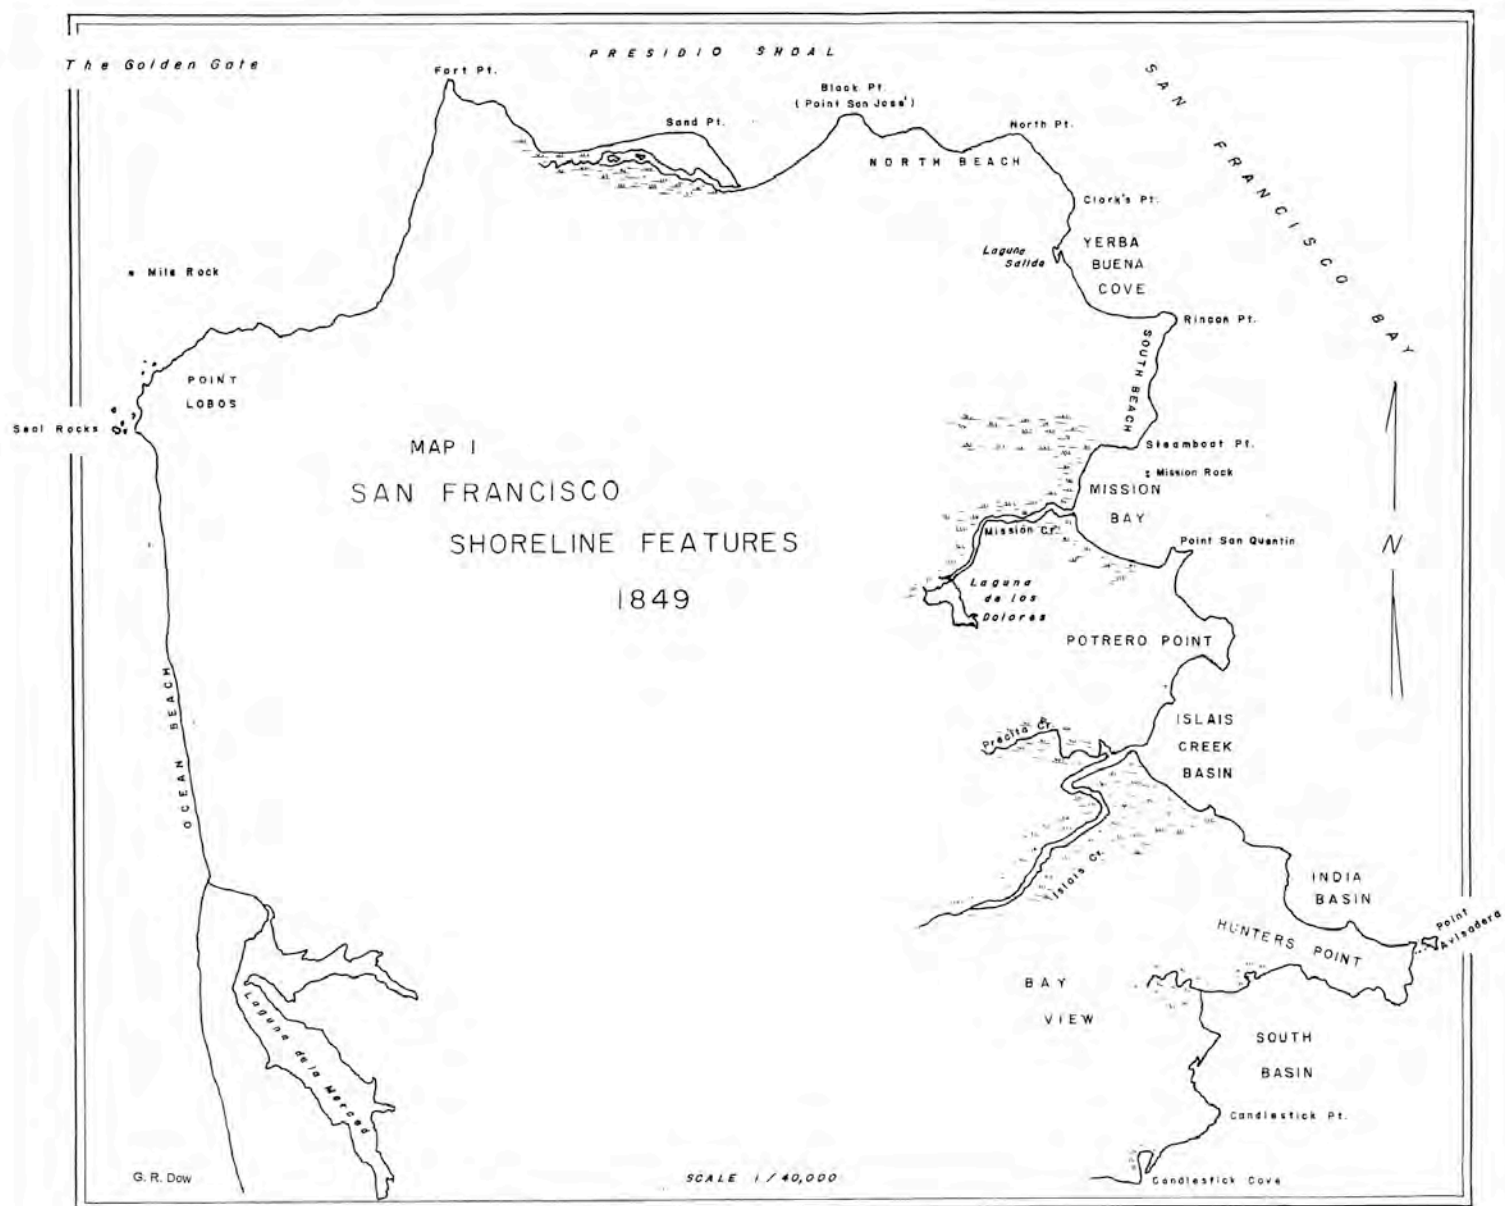 The Golden Gate
PRESIDIO SHOAL
SAN FRANCISCO BAY
Fort Pt.
Sand Pt.
Black Pt.
(Point San Jose')
North Pt.
NORTH BEACH
Clark's Pt.
Laguna
Salida
YERBA
BUENA
COVE
Mile Rock
Rincon Pt.
SOUTH BEACH
POINT
LOBOS
Seal Rocks
MAP I
SAN FRANCISCO
SHORELINE FEATURES
1849
Steamboat Pt.
Mission Rock
MISSION
BAY
Mission Cr.
Point San Quentin
N
Laguna
de los
Dolores
POTRERO POINT
OCEAN BEACH
Precita Cr.
ISLAIS
CREEK
BASIN
Islais Cr.
INDIA
BASIN
HUNTERS POINT
Point
Avisadera
BAY
VIEW
Laguna de la Merced
SOUTH
BASIN
Candlestick Pt.
G. R. Dow
SCALE 1/40,000
Candlestick Cove